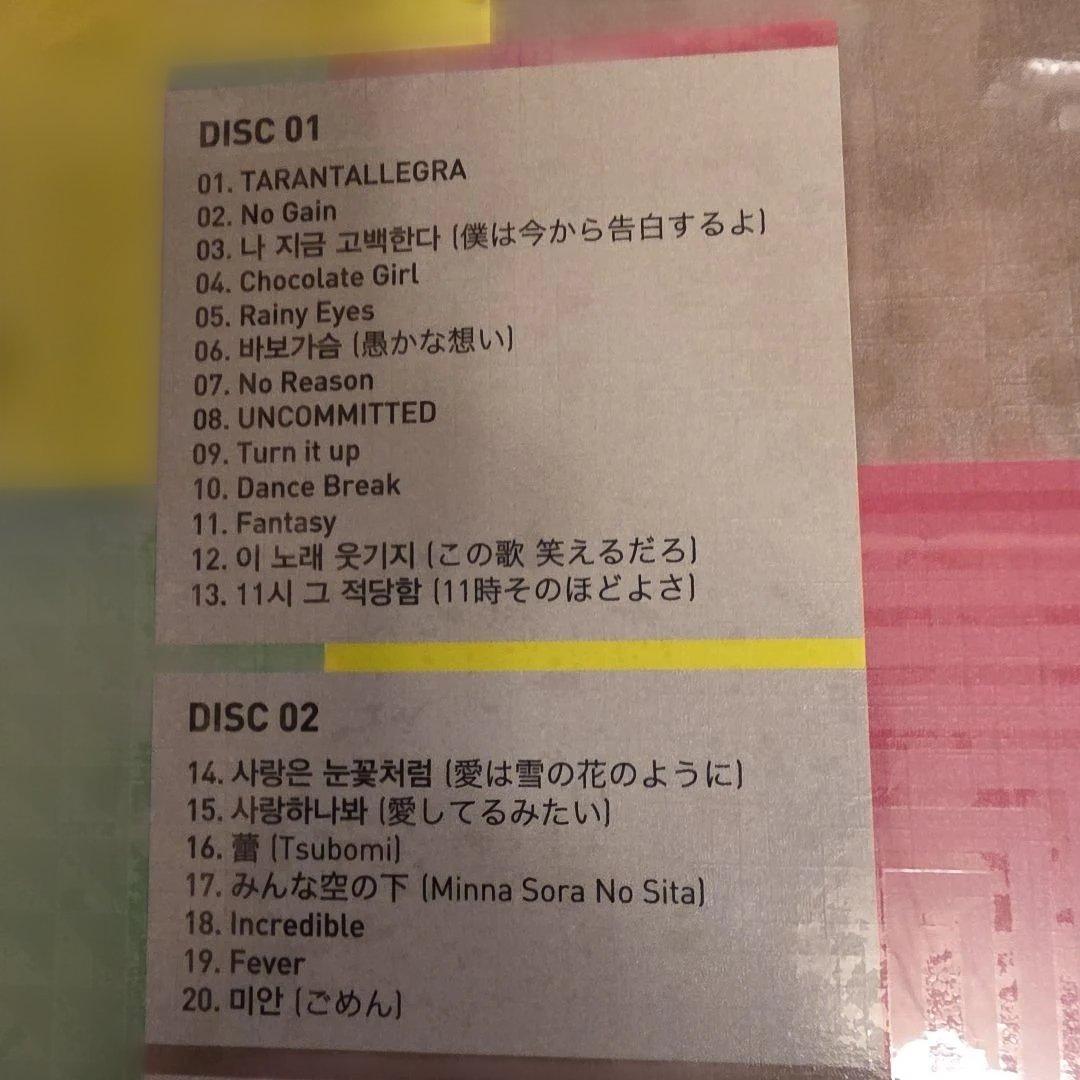 DISC 01
01. TARANTALLEGRA
02. No Gain
03. 나 지금 고백한다 (僕は今から告白するよ)
04. Chocolate Girl
05. Rainy Eyes
06. 바보가슴 (愚かな想い)
07. No Reason
08. UNCOMMITTED
09. Turn it up
10. Dance Break
11. Fantasy
12. 이 노래 웃기지 (この歌 笑えるだろ)
13. 11시 그 적당함 (11時そのほどよさ)
DISC 02
14. 사랑은 눈꽃처럼 (愛は雪の花のように)
15. 사랑하나봐 (愛してるみたい)
16. 蕾 (Tsubomi)
17. みんな空の下 (Minna Sora No Sita)
18. Incredible
19. Fever
20. 미안 (ごめん)